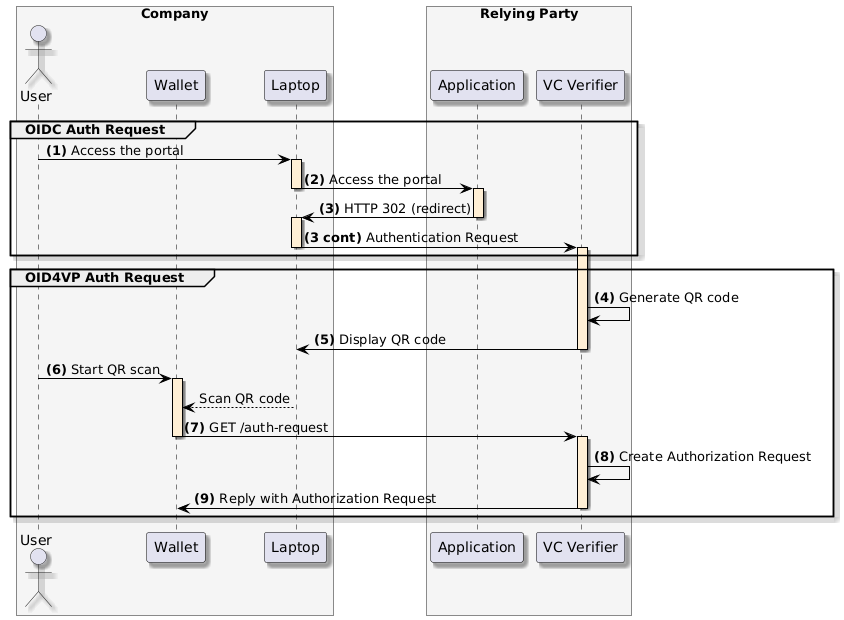 Company
Relying Party
User
Wallet
Laptop
Application
VC Verifier
OIDC Auth Request
(1) Access the portal
(2) Access the portal
(3) HTTP 302 (redirect)
(3 cont) Authentication Request
OID4VP Auth Request
(4) Generate QR code
(5) Display QR code
(6) Start QR scan
Scan QR code
(7) GET /auth-request
(8) Create Authorization Request
(9) Reply with Authorization Request
User
Wallet
Laptop
Application
VC Verifier